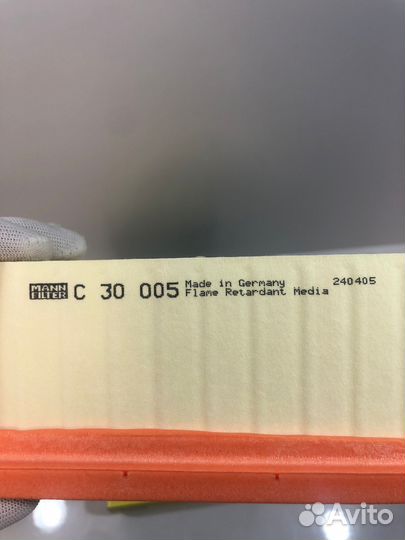 MANN
FILTER C 30 005 Made in Germany 240405
Flame Retardant Media
Avito